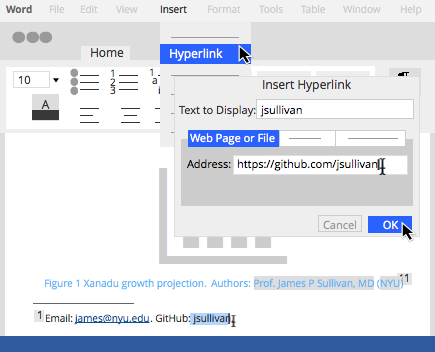 Word File Edit View Insert Format Tools Table Window Help
Home
Hyperlink
10
1
2
3
1
a
A
¶
Insert Hyperlink
Text to Display: jsullivan
Web Page or File
Address: https://github.com/jsullivan
Cancel OK
Figure 1 Xanadu growth projection. Authors: Prof. James P Sullivan, MD (NYU)
1 Email: james@nyu.edu. GitHub: jsullivan